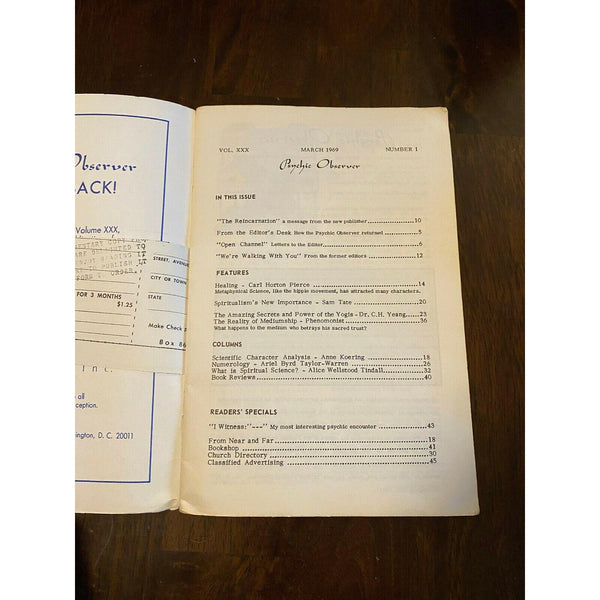 Observer
BACK!
Volume XXX,
STREET, AVENUE
CITY OR TOWN
STATE
FOR 3 MONTHS
$1.25
Make Check
Box 86
Inc.
all
ington, D. C. 20011
VOL. XXX MARCH 1969 NUMBER 1
Psychic Observer
IN THIS ISSUE
"The Reincarnation" a message from the new publisher 10
From the Editor's Desk How the Psychic Observer returned 5
"Open Channel" Letters to the Editor 6
"We're Walking With You" From the former editors 12
FEATURES
Healing - Carl Horton Pierce 14
Metaphysical Science, like the hippie movement, has attracted many characters.
Spiritualism's New Importance - Sam Tate 20
The Amazing Secrets and Power of the Yogis - Dr. C.H. Yeang 23
The Reality of Mediumship - Phenomonist 36
What happens to the medium who betrays his sacred trust?
COLUMNS
Scientific Character Analysis - Anne Koering 18
Numerology - Ariel Byrd Taylor-Warren 26
What is Spiritual Science? - Alice Wellstood Tindall 32
Book Reviews 40
READERS' SPECIALS
"I Witness:"---" My most interesting psychic encounter 43
From Near and Far 18
Bookshop 41
Church Directory 30
Classified Advertising 45